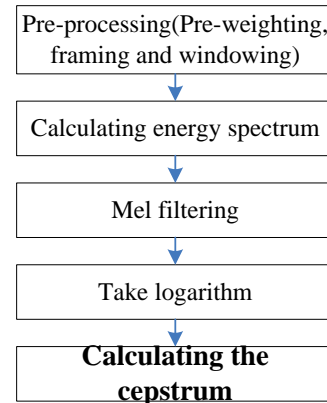 Pre-processing(Pre-weighting,
framing and windowing)
Calculating energy spectrum
Mel filtering
Take logarithm
Calculating the
cepstrum